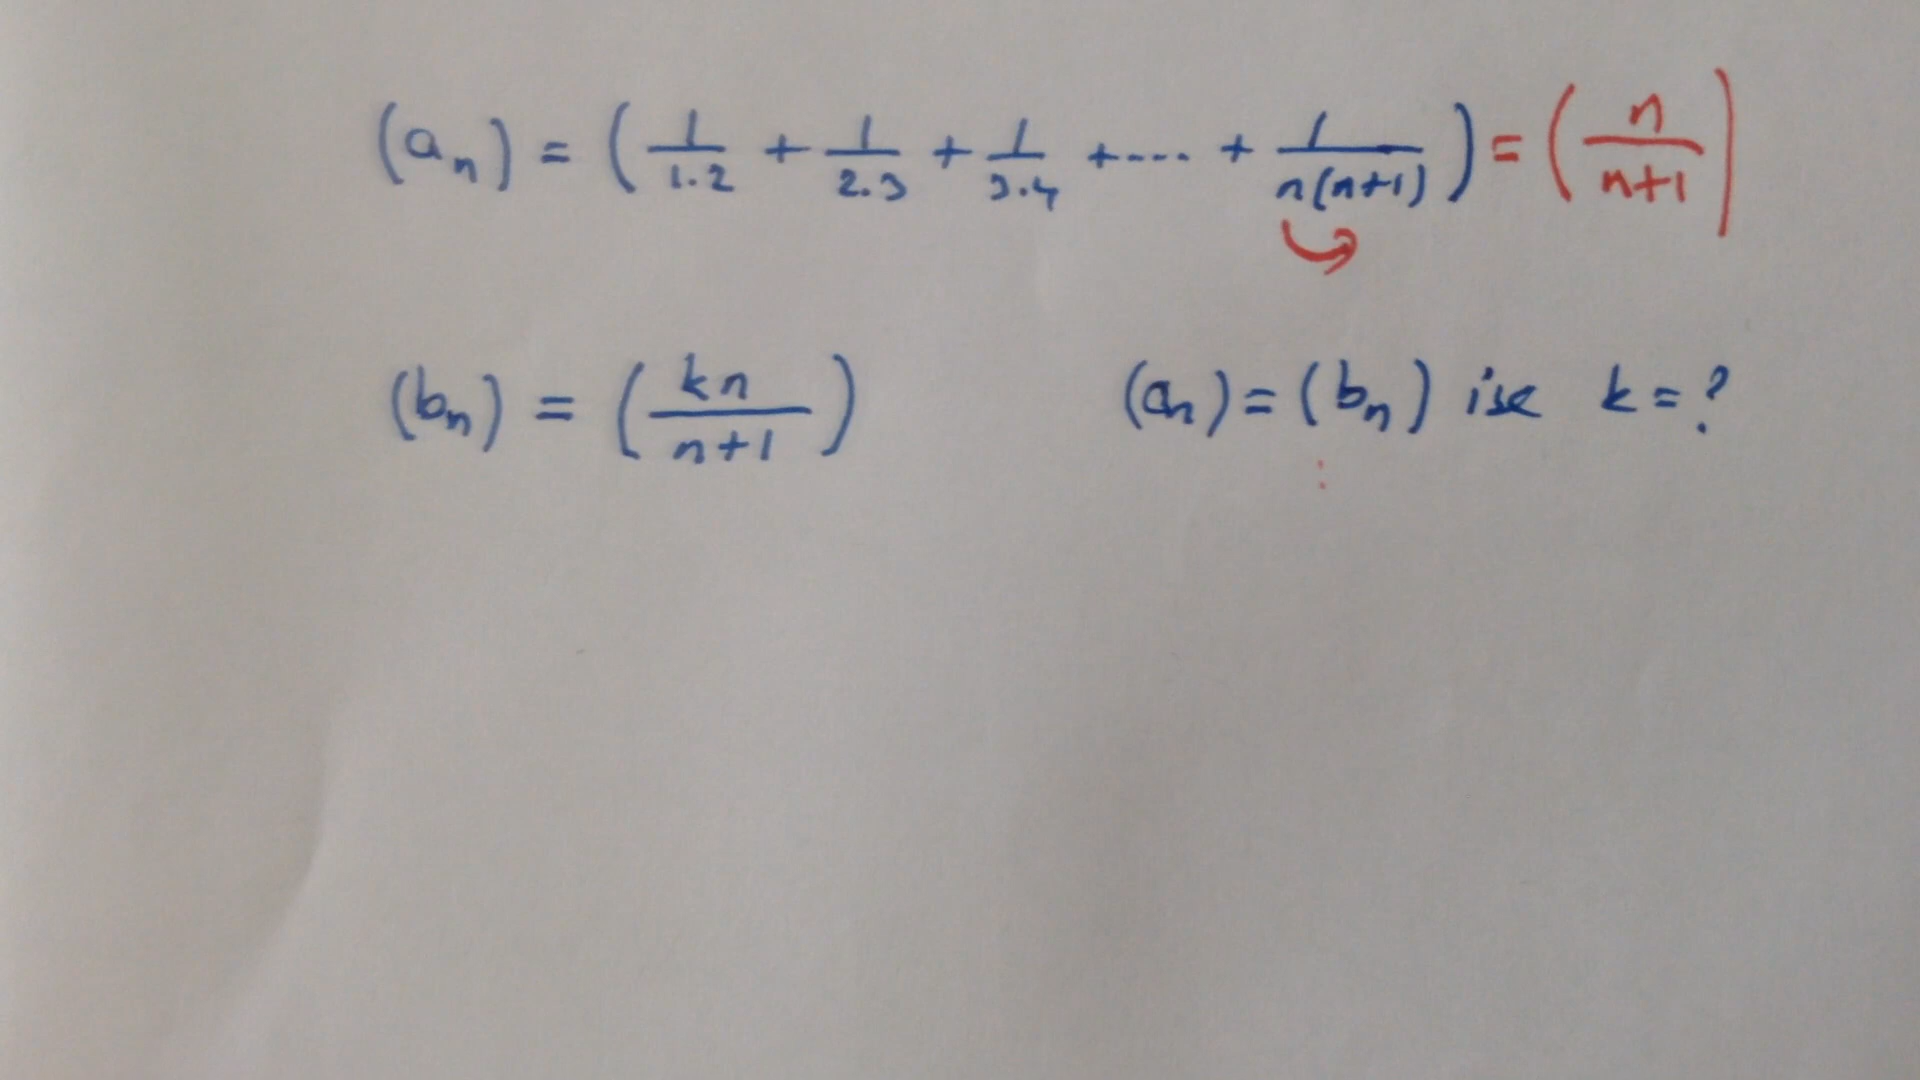 (aₙ) = (1/1.2 + 1/2.3 + 1/3.4 + .... + 1/n(n+1)) = (n/n+1)
(bₙ) = (kn/n+1) (aₙ) = (bₙ) ise k = ?